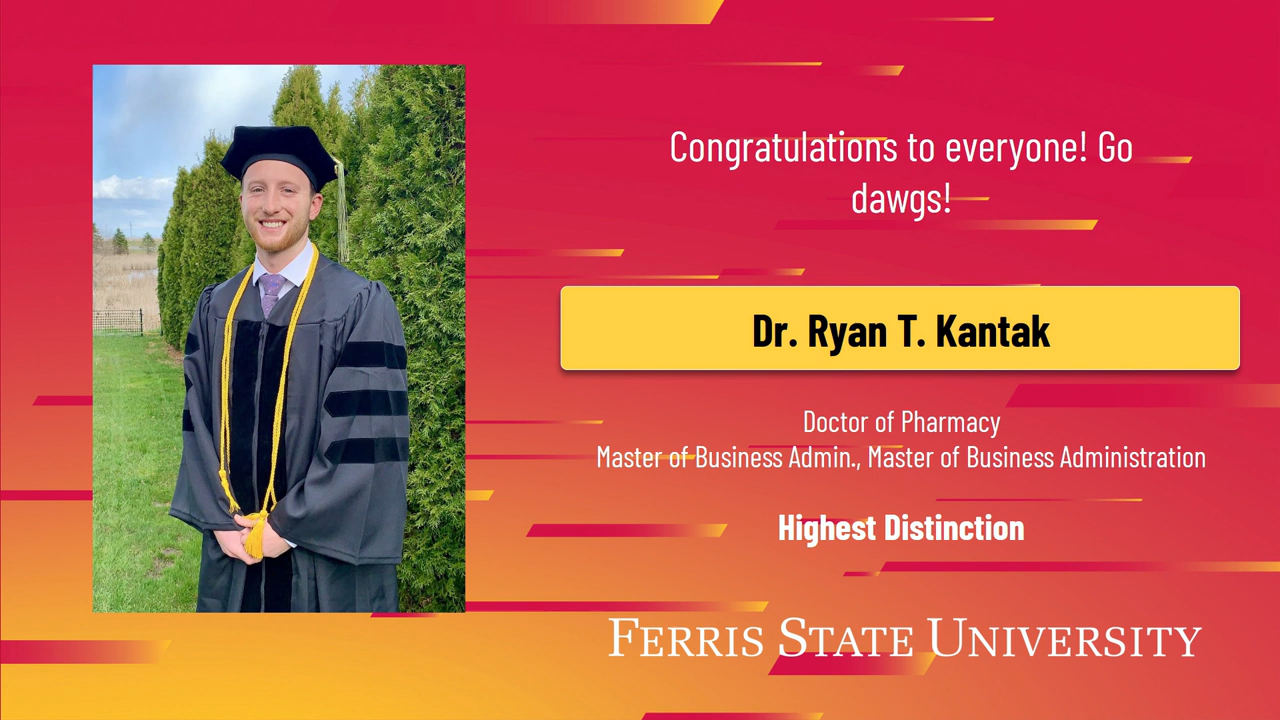 Congratulations to everyone! Go
dawgs!
Dr. Ryan T. Kantak
Doctor of Pharmacy
Master of Business Admin., Master of Business Administration
Highest Distinction
FERRIS STATE UNIVERSITY